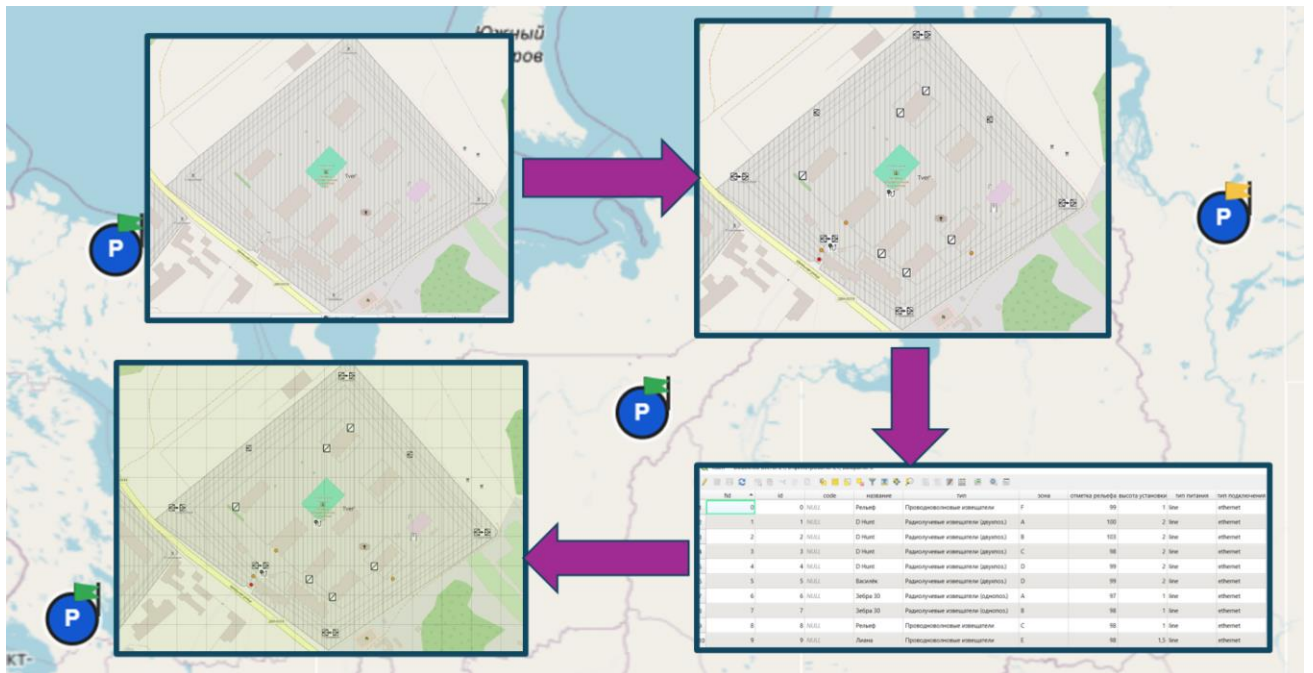 Южный
ров
Tver'
Tver'
P
P
P
P
Tver'
fid id code название тип зона отметка рельефа высота установки тип питания тип подключения
0 0 NULL Рельеф Проводноволновые извещатели F 99 1 line ethernet
1 1 NULL D Hunt Радиолучевые извещатели (двухпоз.) A 100 2 line ethernet
2 2 NULL D Hunt Радиолучевые извещатели (двухпоз.) B 103 2 line ethernet
3 3 NULL D Hunt Радиолучевые извещатели (двухпоз.) C 98 2 line ethernet
4 4 NULL D Hunt Радиолучевые извещатели (двухпоз.) D 99 2 line ethernet
5 5 NULL Василёк Радиолучевые извещатели (двухпоз.) D 99 2 line ethernet
6 6 NULL Зебра 30 Радиолучевые извещатели (однопоз.) A 97 1 line ethernet
7 7 Зебра 30 Радиолучевые извещатели (однопоз.) B 98 1 line ethernet
8 8 NULL Рельеф Проводноволновые извещатели C 98 1 line ethernet
9 9 NULL Лиана Проводноволновые извещатели E 98 1,5 line ethernet
КТ-